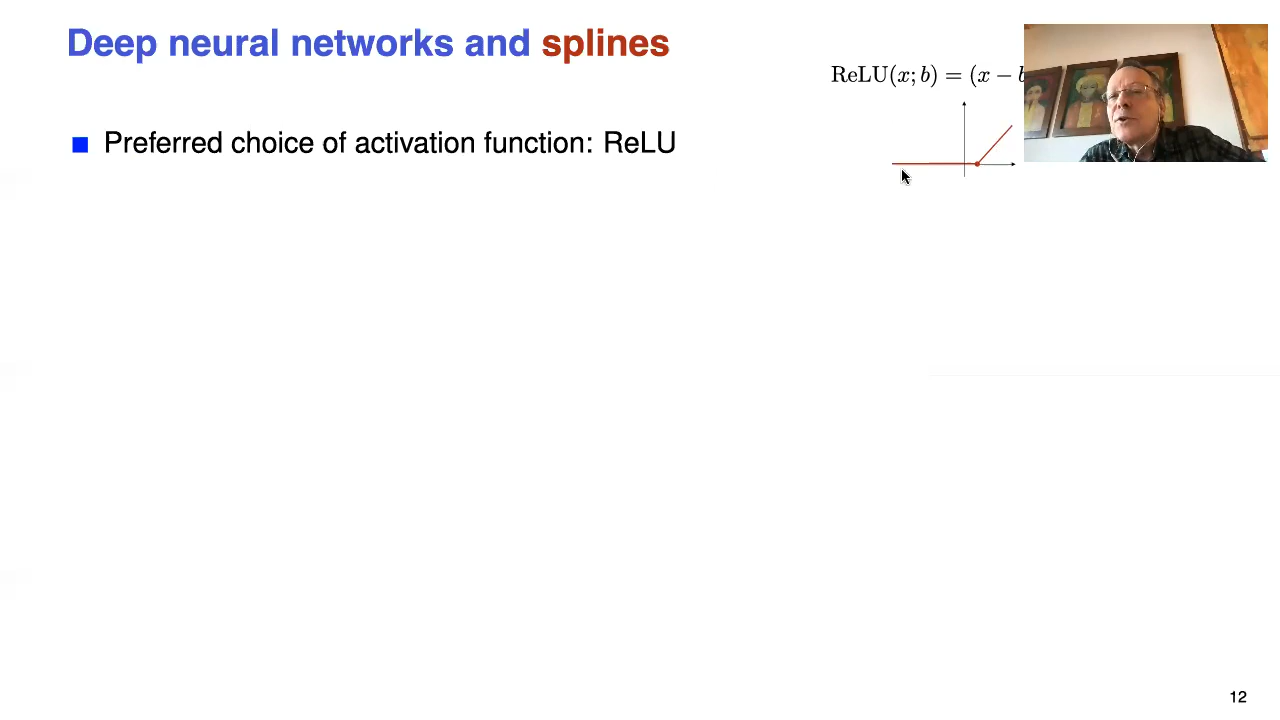 Deep neural networks and splines
ReLU(x; b) = (x −
Preferred choice of activation function: ReLU
12